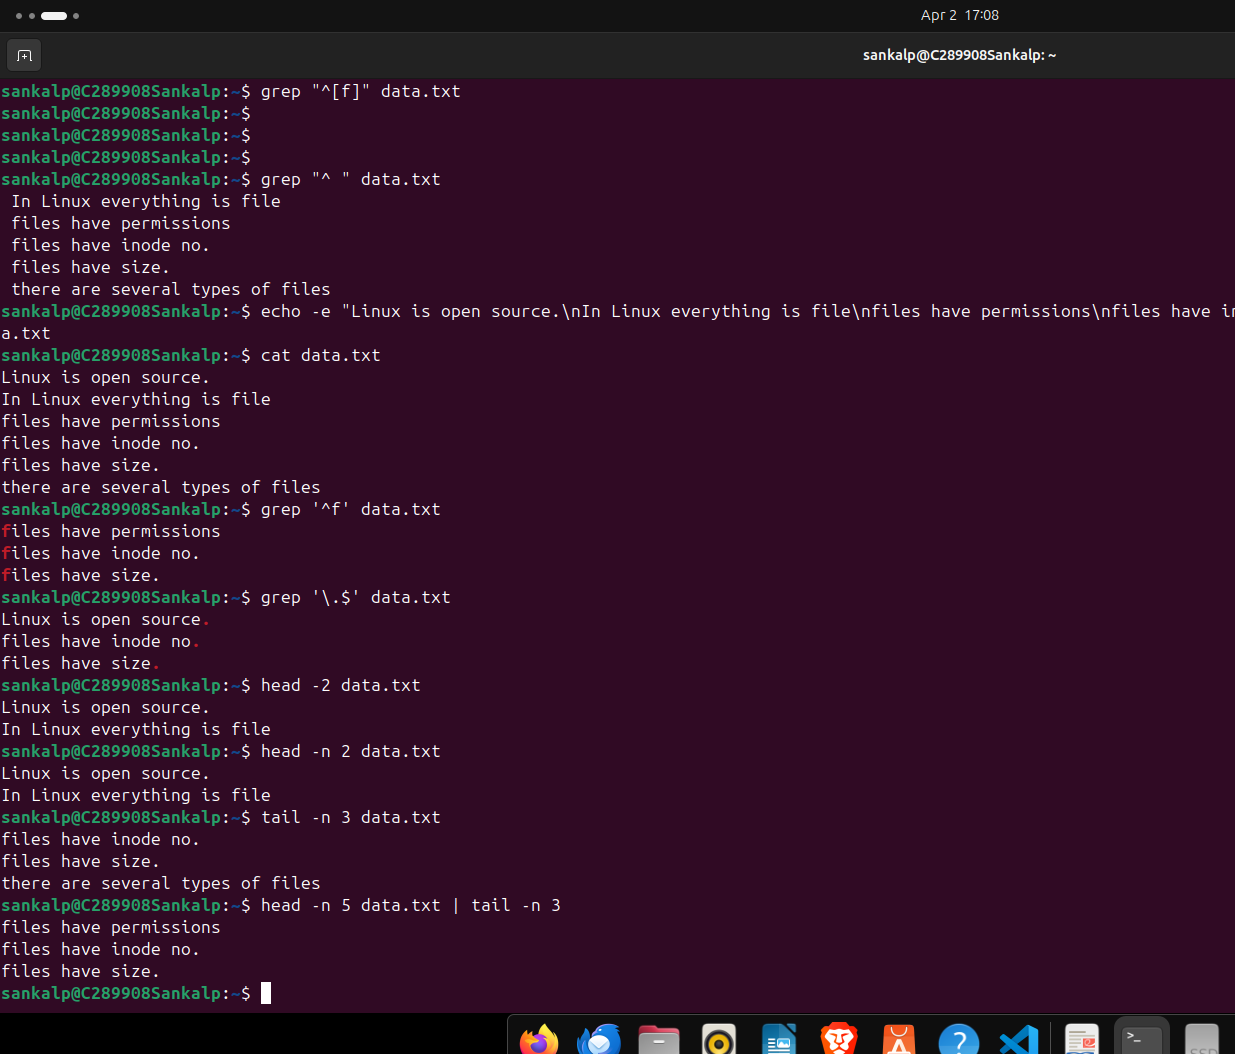 Apr 2 17:08
sankalp@C289908Sankalp: ~
sankalp@C289908Sankalp:~$ grep "^[f]" data.txt
sankalp@C289908Sankalp:~$
sankalp@C289908Sankalp:~$
sankalp@C289908Sankalp:~$
sankalp@C289908Sankalp:~$ grep "^ " data.txt
 In Linux everything is file
 files have permissions
 files have inode no.
 files have size.
 there are several types of files
sankalp@C289908Sankalp:~$ echo -e "Linux is open source.\nIn Linux everything is file\nfiles have permissions\nfiles have in
a.txt
sankalp@C289908Sankalp:~$ cat data.txt
Linux is open source.
In Linux everything is file
files have permissions
files have inode no.
files have size.
there are several types of files
sankalp@C289908Sankalp:~$ grep '^f' data.txt
files have permissions
files have inode no.
files have size.
sankalp@C289908Sankalp:~$ grep '\.$' data.txt
Linux is open source.
files have inode no.
files have size.
sankalp@C289908Sankalp:~$ head -2 data.txt
Linux is open source.
In Linux everything is file
sankalp@C289908Sankalp:~$ head -n 2 data.txt
Linux is open source.
In Linux everything is file
sankalp@C289908Sankalp:~$ tail -n 3 data.txt
files have inode no.
files have size.
there are several types of files
sankalp@C289908Sankalp:~$ head -n 5 data.txt | tail -n 3
files have permissions
files have inode no.
files have size.
sankalp@C289908Sankalp:~$
SSD